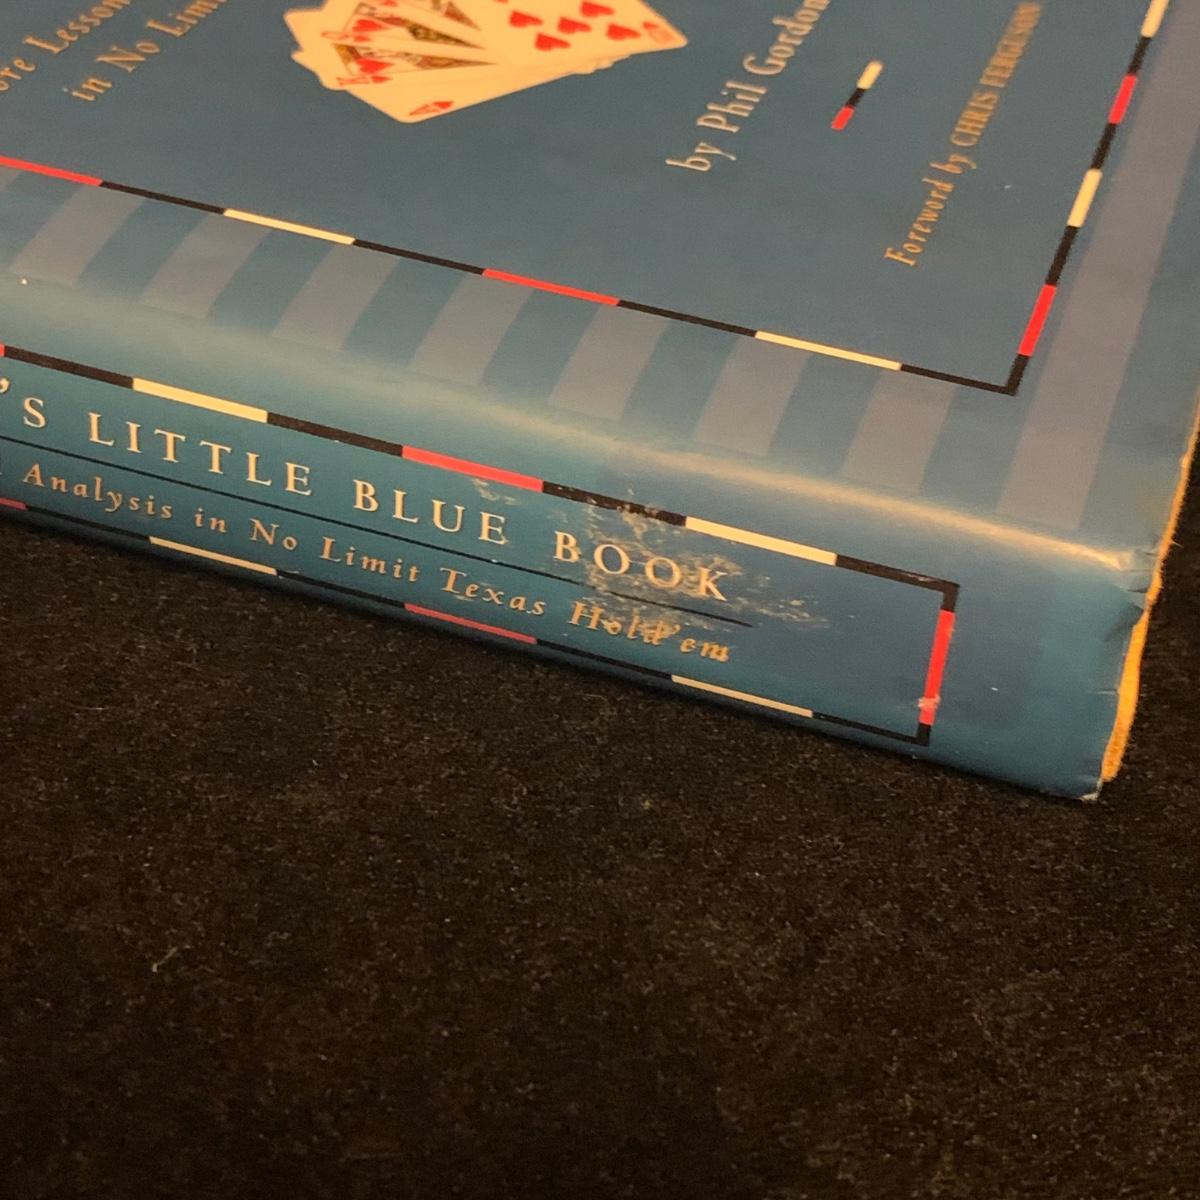 ore Lesson
in No Limi
by Phil Gordon
Foreword by CHRIS FERGUSON
'S LITTLE BLUE BOOK
Analysis in No Limit Texas Hold'em